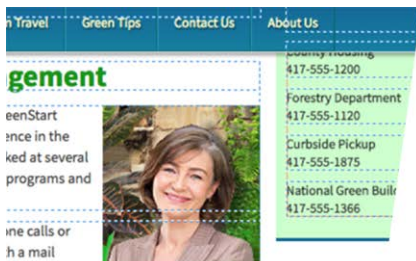 Travel
Green Tips
Contact Us
About Us
gement
eenStart
ence in the
ked at several
programs and
one calls or
h a mail
County Housing
417-555-1200
Forestry Department
417-555-1120
Curbside Pickup
417-555-1875
National Green
417-555-1366